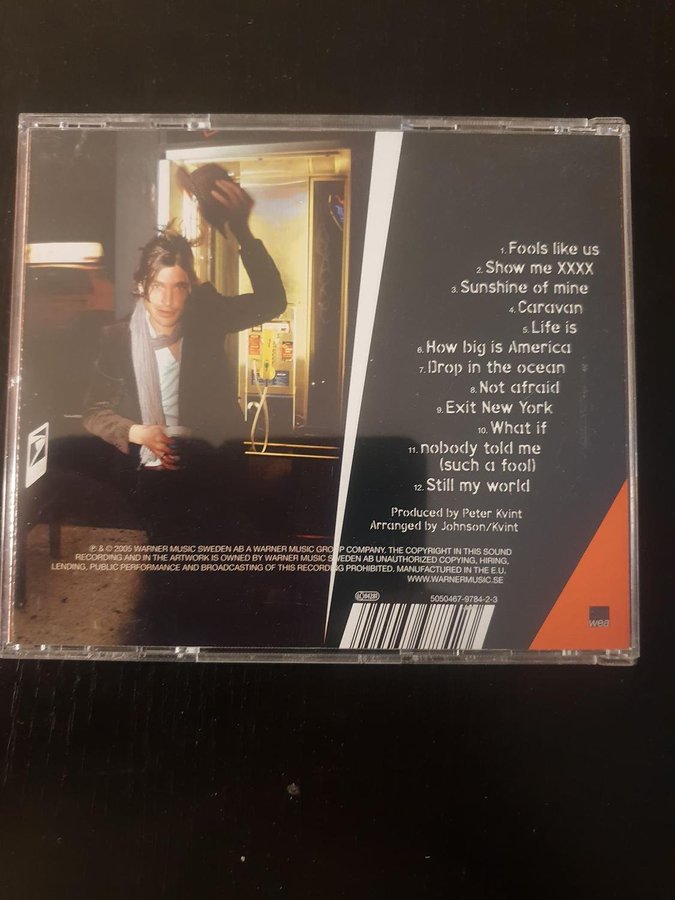 1. Fools like us
2. Show me XXXX
3. Sunshine of mine
4. Caravan
5. Life is
6. How big is America
7. Drop in the ocean
8. Not afraid
9. Exit New York
10. What if
11. nobody told me
(such a fool)
12. Still my world
Produced by Peter Kvint
Arranged by Johnson/Kvint
℗ & © 2005 WARNER MUSIC SWEDEN AB A WARNER MUSIC GROUP COMPANY. THE COPYRIGHT IN THIS SOUND
RECORDING AND IN THE ARTWORK IS OWNED BY WARNER MUSIC SWEDEN AB UNAUTHORIZED COPYING, HIRING,
LENDING, PUBLIC PERFORMANCE AND BROADCASTING OF THIS RECORDING PROHIBITED. MANUFACTURED IN THE E.U.
WWW.WARNERMUSIC.SE
5050467-9784-2-3
wea